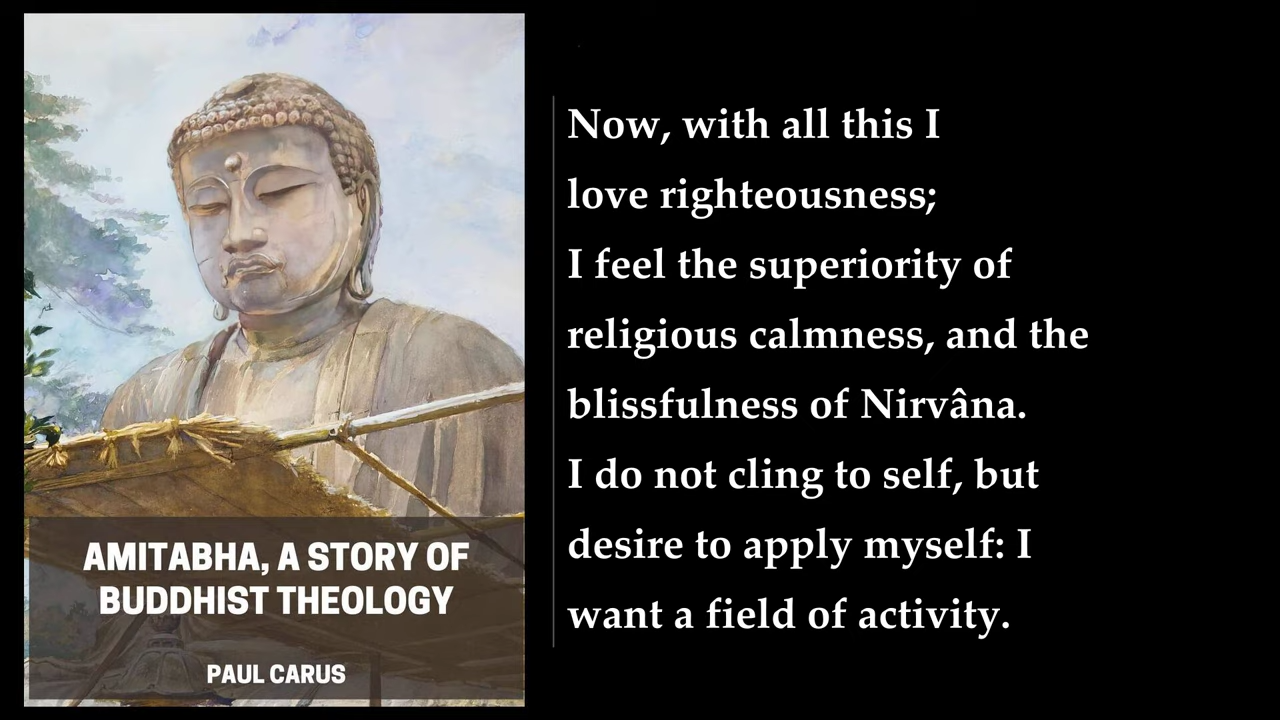 AMITABHA, A STORY OF
BUDDHIST THEOLOGY
PAUL CARUS
Now, with all this I
love righteousness;
I feel the superiority of
religious calmness, and the
blissfulness of Nirvâna.
I do not cling to self, but
desire to apply myself: I
want a field of activity.